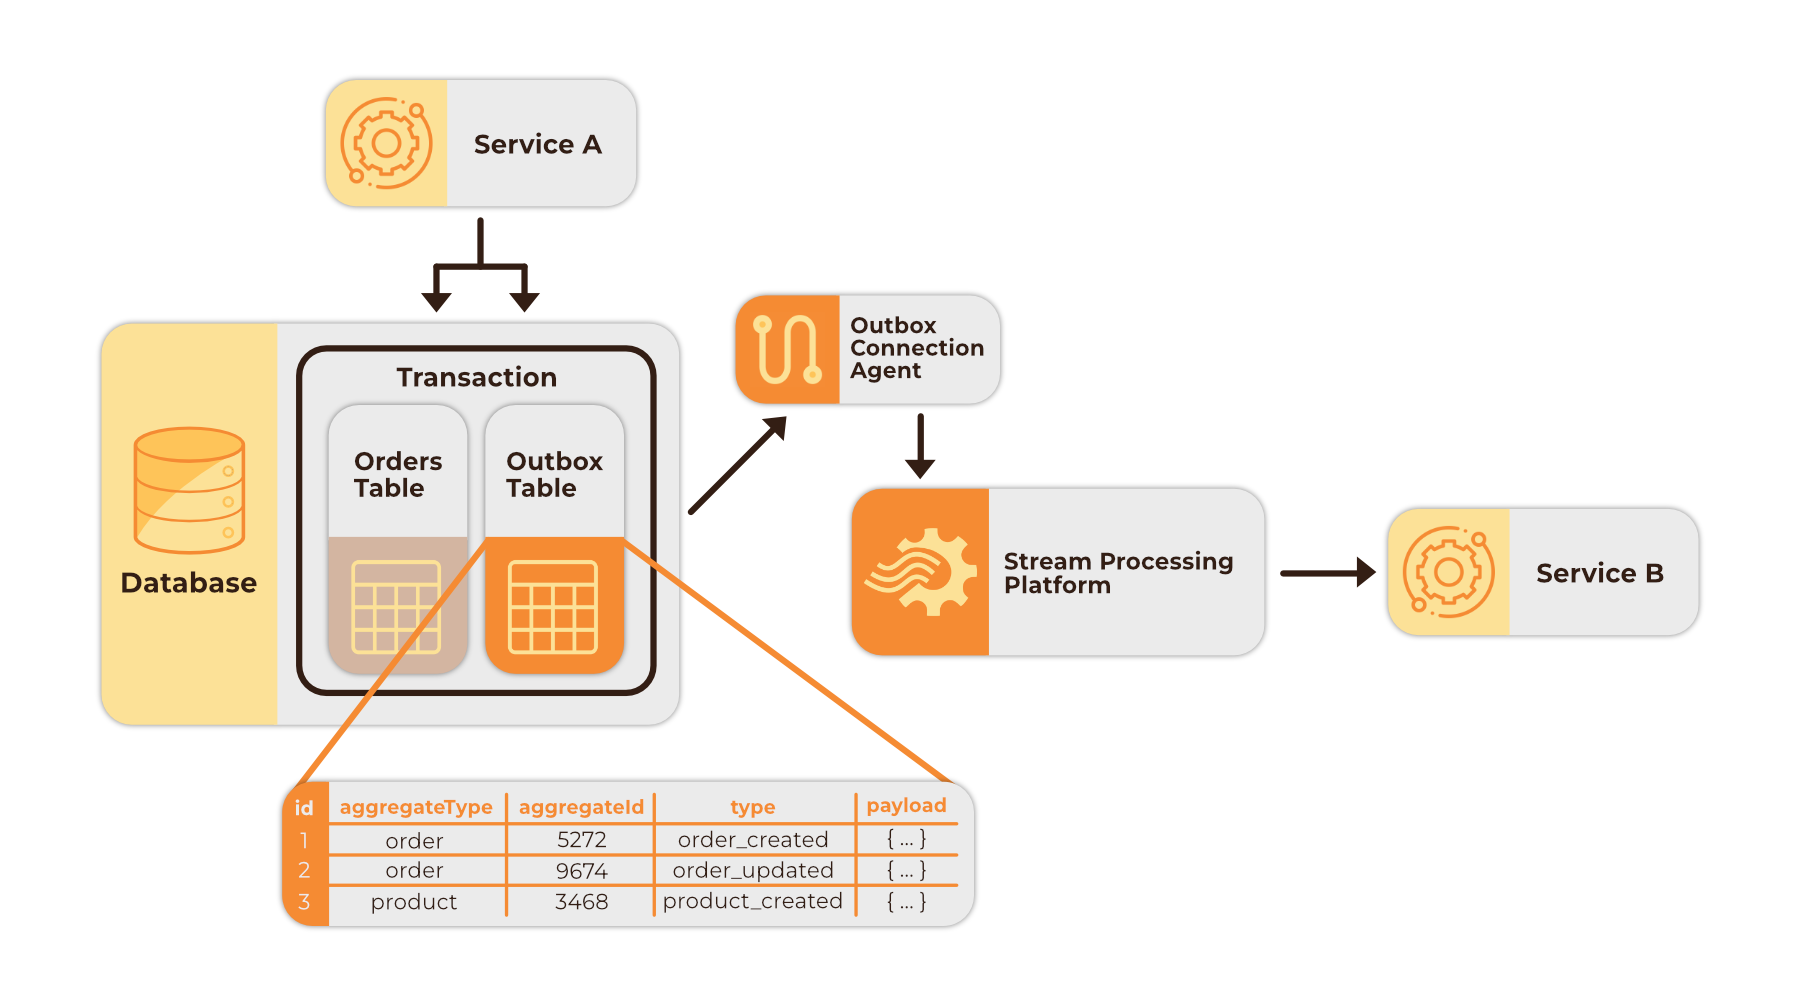 Service A
Transaction
Orders
Table
Outbox
Table
Database
Outbox
Connection
Agent
Stream Processing
Platform
Service B
id aggregateType aggregateId type payload
1 order 5272 order_created { ... }
2 order 9674 order_updated { ... }
3 product 3468 product_created { ... }